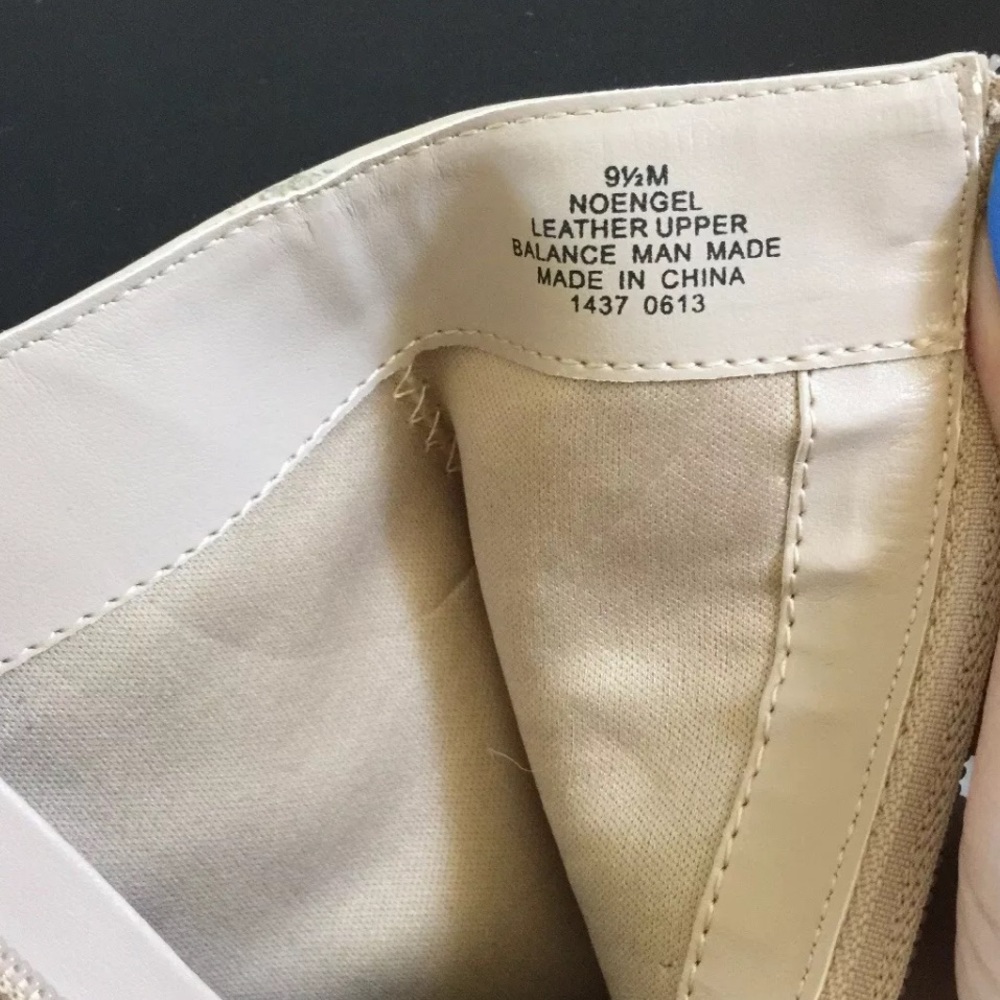 9½M
NOENGEL
LEATHER UPPER
BALANCE MAN MADE
MADE IN CHINA
1437 0613